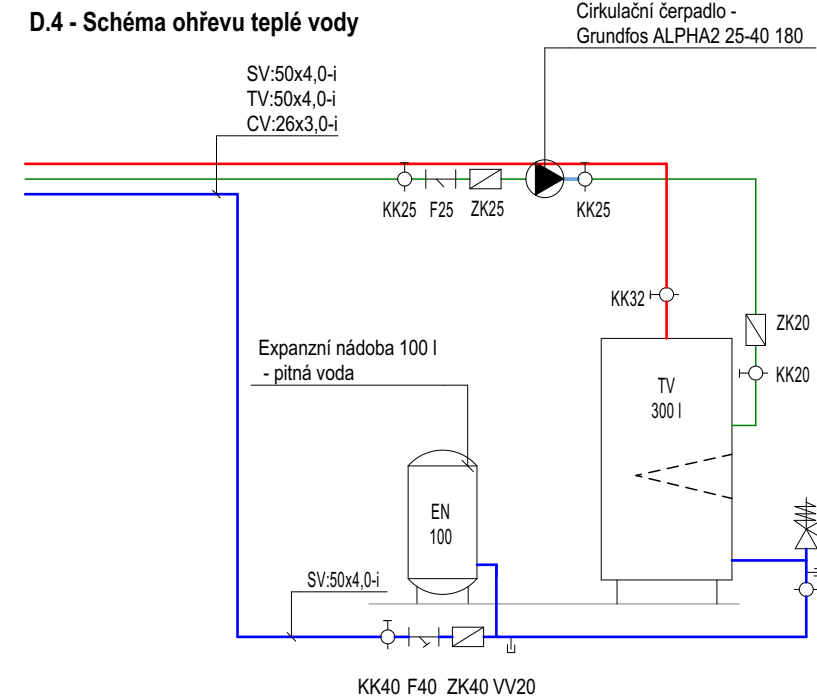 D.4 - Schéma ohřevu teplé vody
Cirkulační čerpadlo -
Grundfos ALPHA2 25-40 180
SV:50x4,0-i
TV:50x4,0-i
CV:26x3,0-i
KK25 F25 ZK25 KK25
KK32
ZK20
KK20
Expanzní nádoba 100 l
- pitná voda
TV
300 l
EN
100
SV:50x4,0-i
KK40 F40 ZK40 VV20